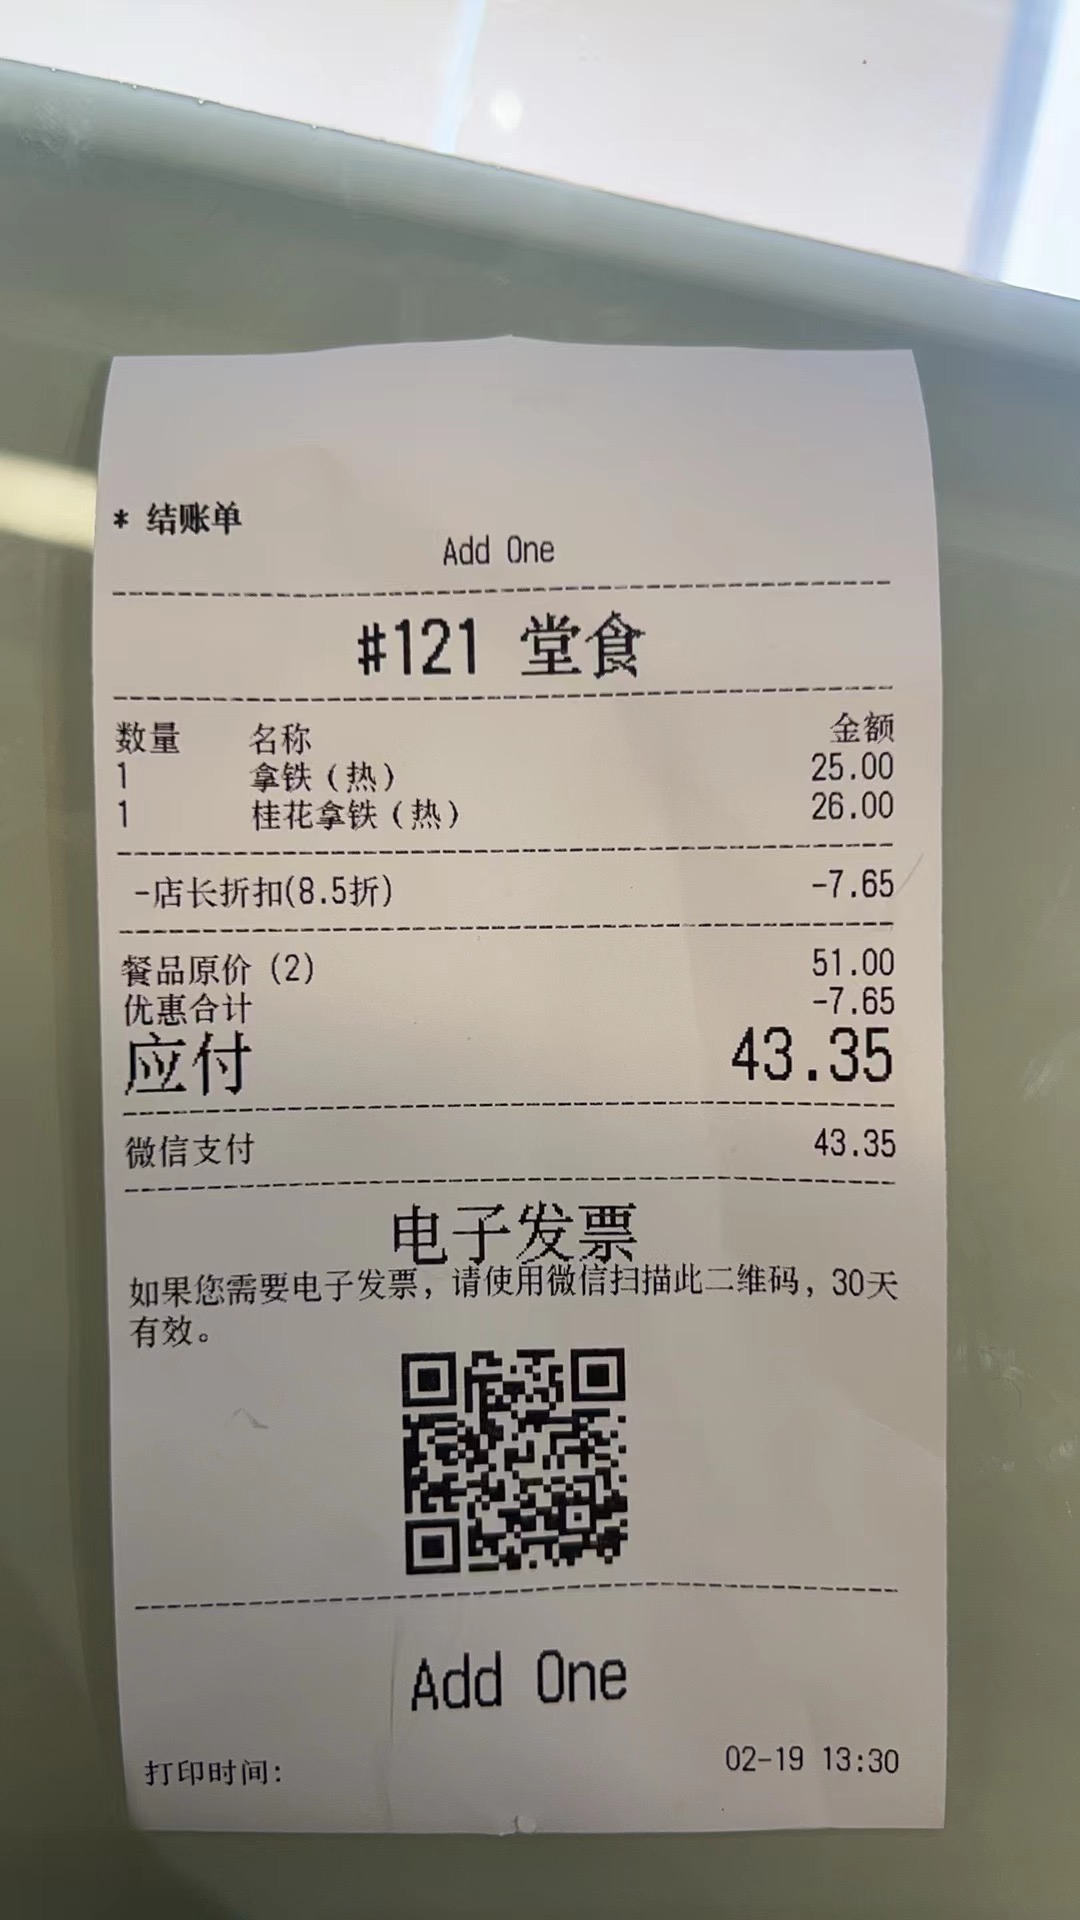 * 结账单
Add One
#121 堂食
数量 名称 金额
1 拿铁（热） 25.00
1 桂花拿铁（热） 26.00
-店长折扣(8.5折) -7.65
餐品原价（2） 51.00
优惠合计 -7.65
应付 43.35
微信支付 43.35
电子发票
如果您需要电子发票，请使用微信扫描此二维码，30天
有效。
Add One
打印时间: 02-19 13:30